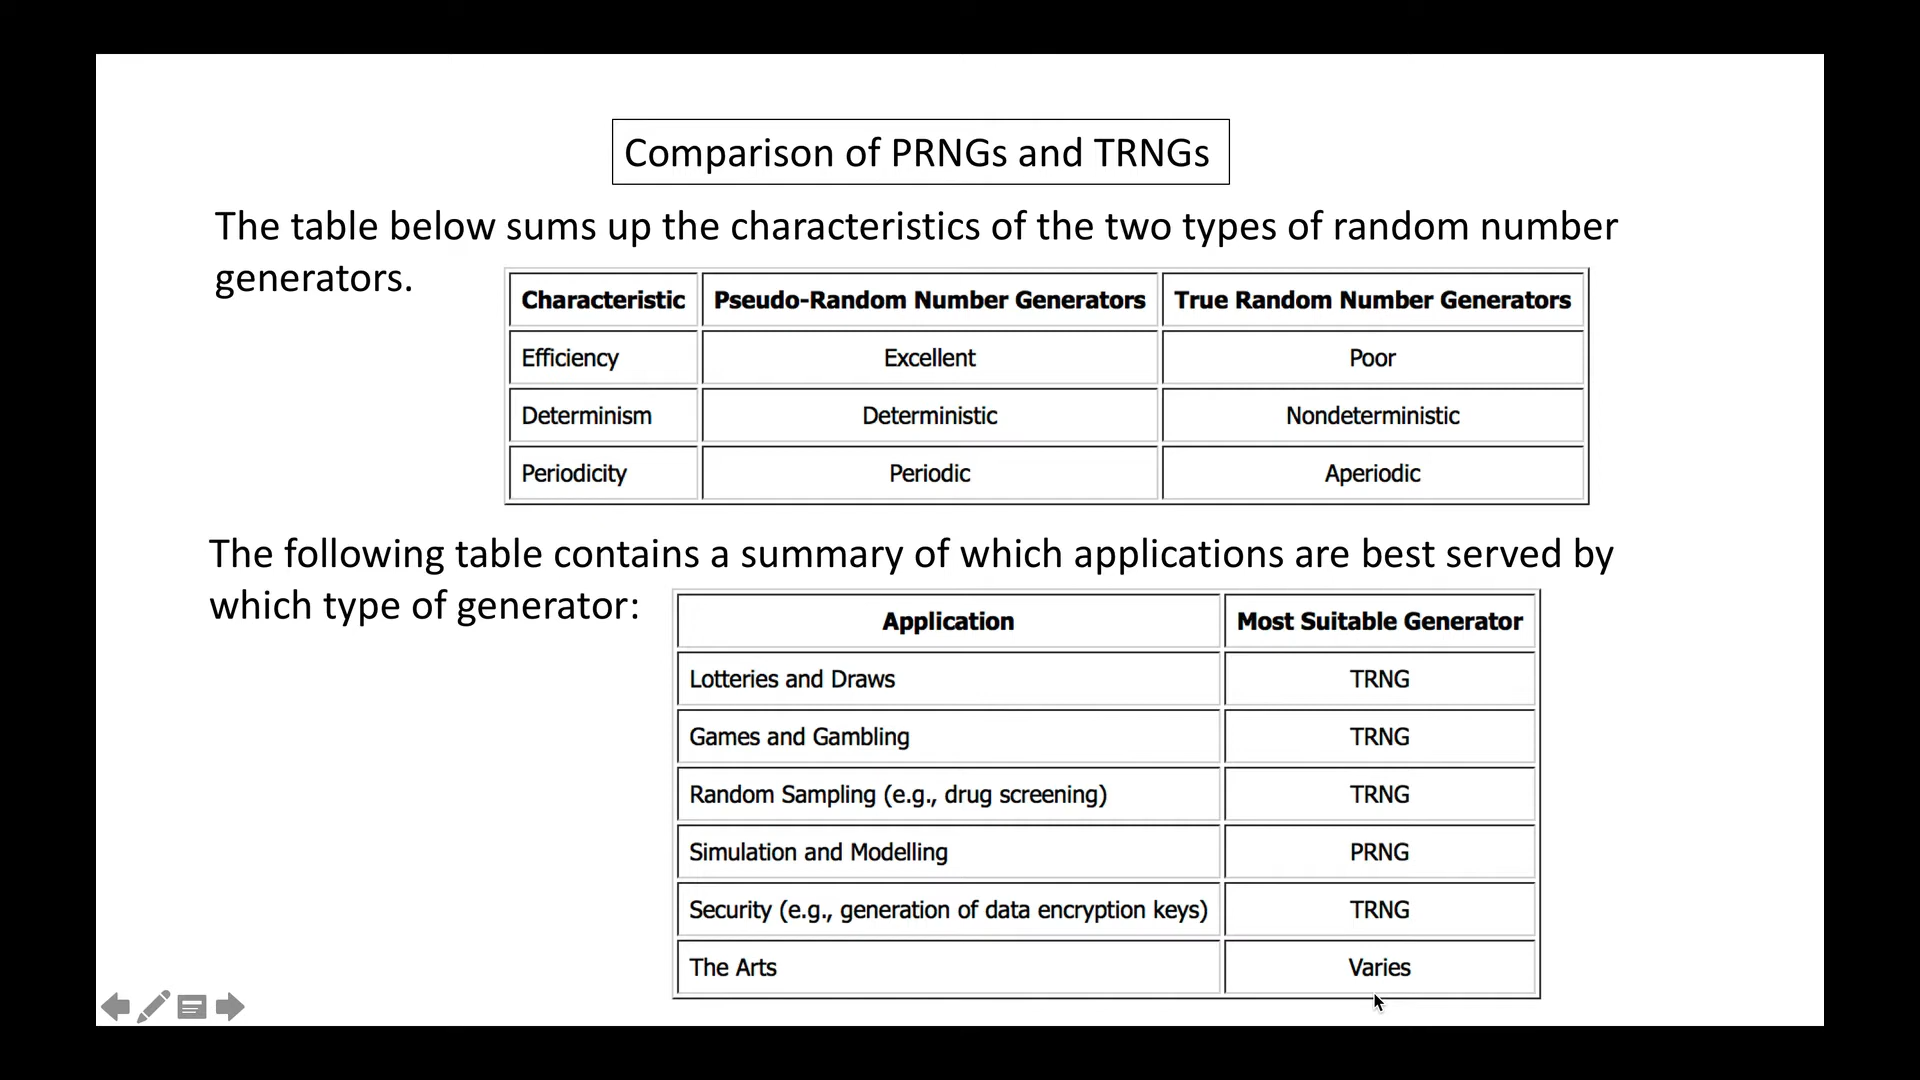 Comparison of PRNGs and TRNGs
The table below sums up the characteristics of the two types of random number
generators.
Characteristic Pseudo-Random Number Generators True Random Number Generators
Efficiency Excellent Poor
Determinism Deterministic Nondeterministic
Periodicity Periodic Aperiodic
The following table contains a summary of which applications are best served by
which type of generator:
Application Most Suitable Generator
Lotteries and Draws TRNG
Games and Gambling TRNG
Random Sampling (e.g., drug screening) TRNG
Simulation and Modelling PRNG
Security (e.g., generation of data encryption keys) TRNG
The Arts Varies